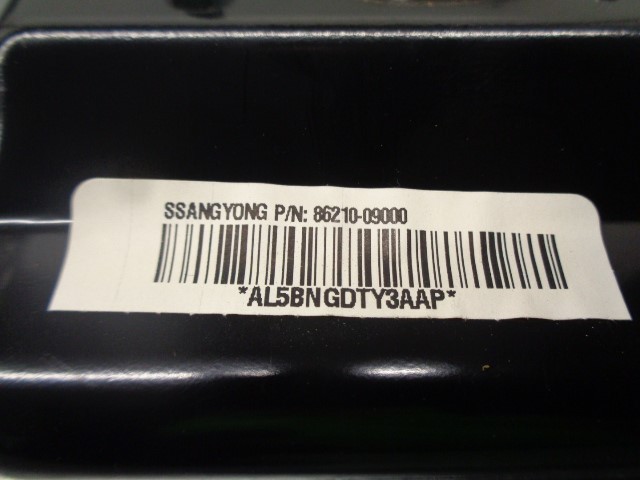 SSANGYONG P/N: 86210-09000
*AL5BNGDTY3AAP*